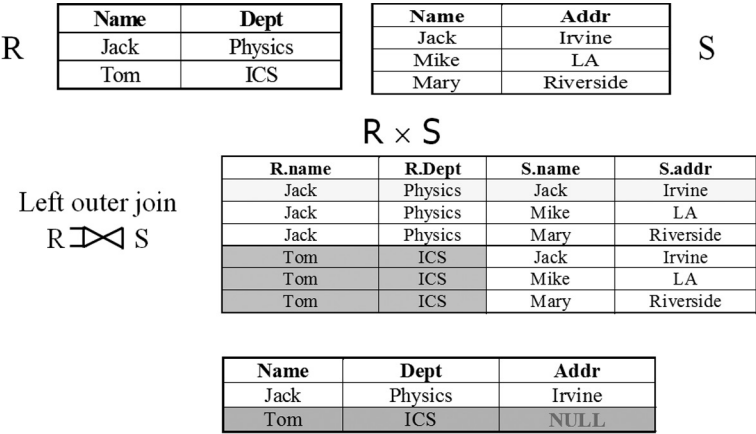 R
Name Dept
Jack Physics
Tom ICS
Name Addr
Jack Irvine
Mike LA
Mary Riverside
S
R × S
Left outer join
R ⟕ S
R.name R.Dept S.name S.addr
Jack Physics Jack Irvine
Jack Physics Mike LA
Jack Physics Mary Riverside
Tom ICS Jack Irvine
Tom ICS Mike LA
Tom ICS Mary Riverside
Name Dept Addr
Jack Physics Irvine
Tom ICS NULL